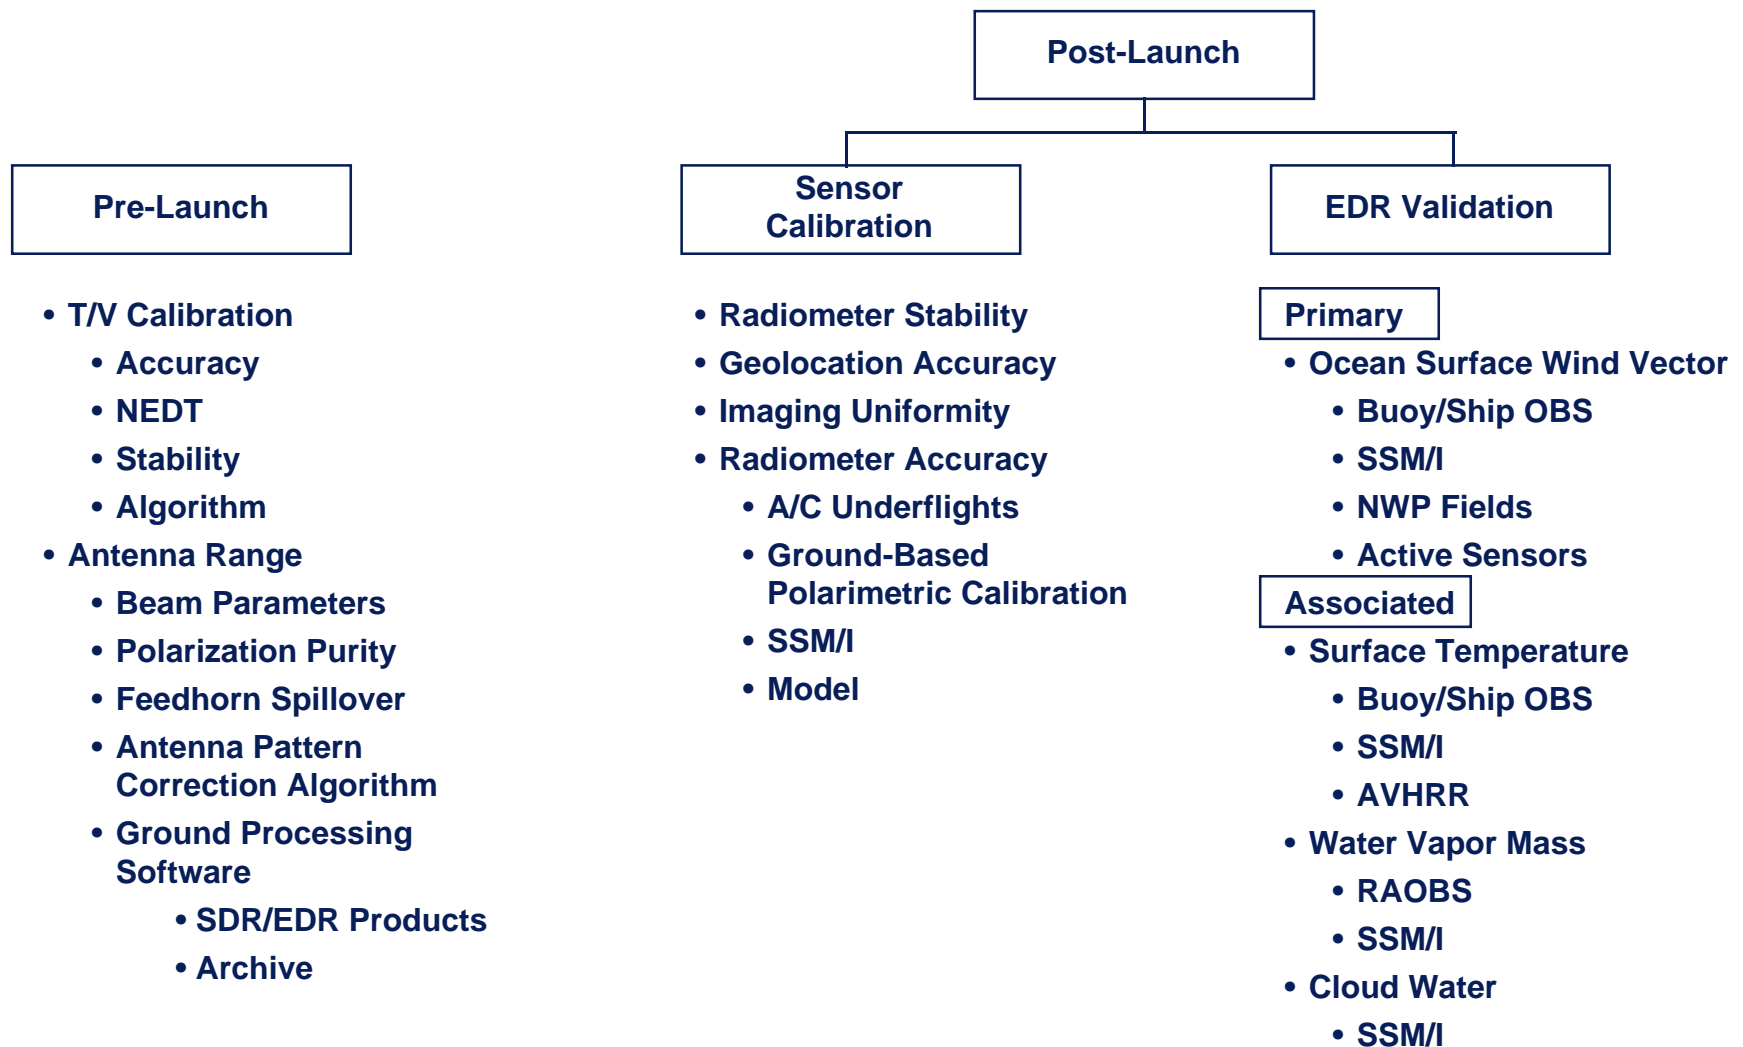 Post-Launch
Pre-Launch
• T/V Calibration
• Accuracy
• NEDT
• Stability
• Algorithm
• Antenna Range
• Beam Parameters
• Polarization Purity
• Feedhorn Spillover
• Antenna Pattern
Correction Algorithm
• Ground Processing
Software
• SDR/EDR Products
• Archive
Sensor
Calibration
• Radiometer Stability
• Geolocation Accuracy
• Imaging Uniformity
• Radiometer Accuracy
• A/C Underflights
• Ground-Based
Polarimetric Calibration
• SSM/I
• Model
EDR Validation
Primary
• Ocean Surface Wind Vector
• Buoy/Ship OBS
• SSM/I
• NWP Fields
• Active Sensors
Associated
• Surface Temperature
• Buoy/Ship OBS
• SSM/I
• AVHRR
• Water Vapor Mass
• RAOBS
• SSM/I
• Cloud Water
• SSM/I